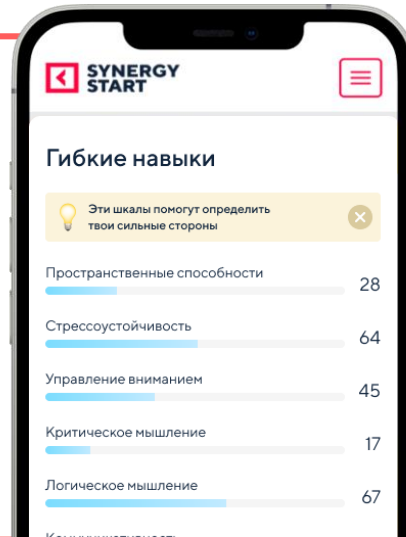 SYNERGY
START
Гибкие навыки
Эти шкалы помогут определить
твои сильные стороны
Пространственные способности
28
Стрессоустойчивость
64
Управление вниманием
45
Критическое мышление
17
Логическое мышление
67